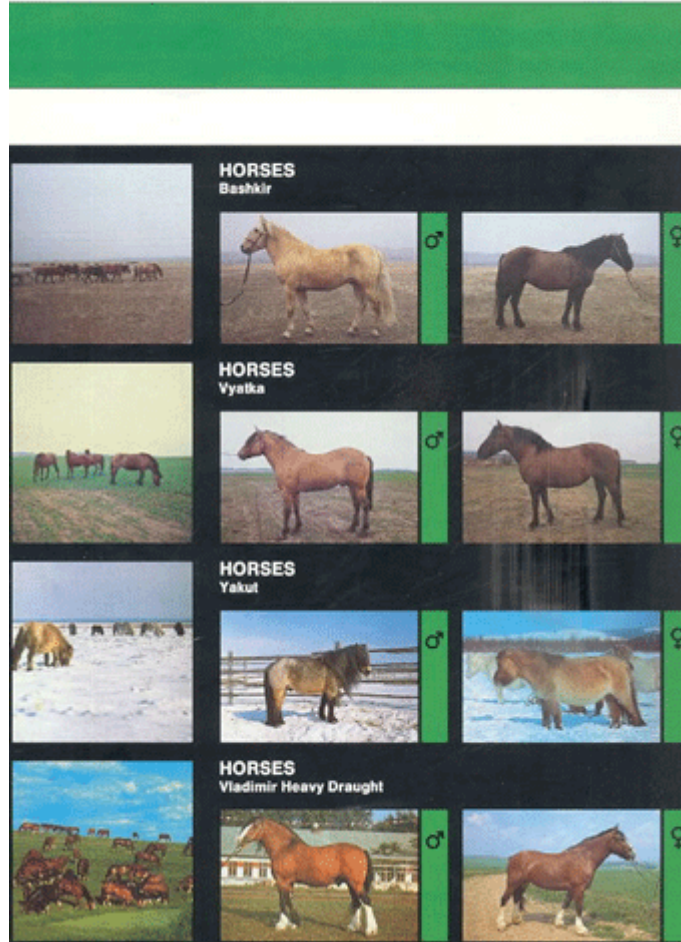 HORSES
Bashkir
♂
♀
HORSES
Vyatka
♂
♀
HORSES
Yakut
♂
♀
HORSES
Vladimir Heavy Draught
♂
♀